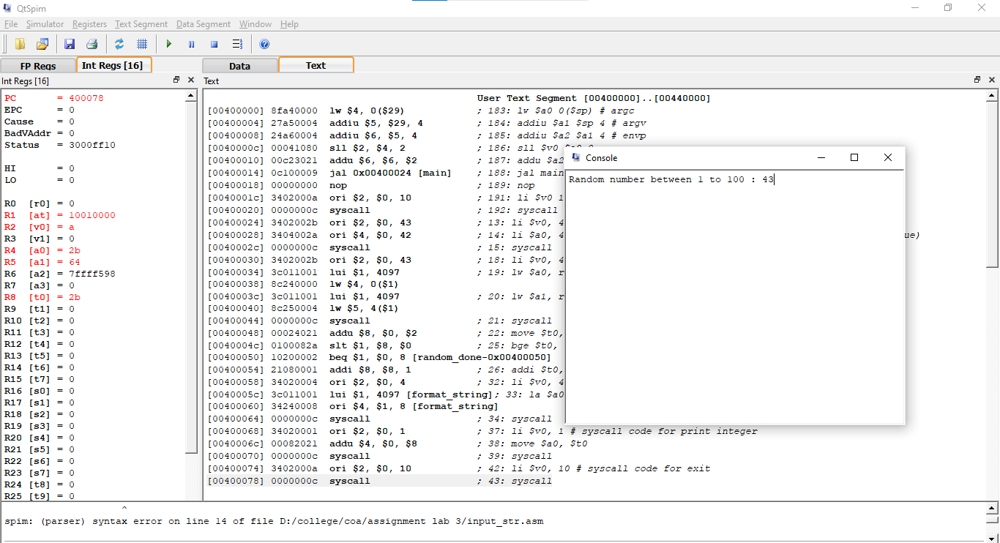 QtSpim
File Simulator Registers Text Segment Data Segment Window Help
FP Regs Int Regs [16] Data Text
Int Regs [16]
PC = 400078
EPC = 0
Cause = 0
BadVAddr = 0
Status = 3000ff10
HI = 0
LO = 0
R0 [r0] = 0
R1 [at] = 10010000
R2 [v0] = a
R3 [v1] = 0
R4 [a0] = 2b
R5 [a1] = 64
R6 [a2] = 7ffff598
R7 [a3] = 0
R8 [t0] = 2b
R9 [t1] = 0
R10 [t2] = 0
R11 [t3] = 0
R12 [t4] = 0
R13 [t5] = 0
R14 [t6] = 0
R15 [t7] = 0
R16 [s0] = 0
R17 [s1] = 0
R18 [s2] = 0
R19 [s3] = 0
R20 [s4] = 0
R21 [s5] = 0
R22 [s6] = 0
R23 [s7] = 0
R24 [t8] = 0
R25 [t9] = 0
Text
User Text Segment [00400000]..[00440000]
[00400000] 8fa40000 lw $4, 0($29) ; 183: lw $a0 0($sp) # argc
[00400004] 27a50004 addiu $5, $29, 4 ; 184: addiu $a1 $sp 4 # argv
[00400008] 24a60004 addiu $6, $5, 4 ; 185: addiu $a2 $a1 4 # envp
[0040000c] 00041080 sll $2, $4, 2 ; 186: sll $v0
[00400010] 00c23021 addu $6, $6, $2 ; 187: addu $a2
[00400014] 0c100009 jal 0x00400024 [main] ; 188: jal main
[00400018] 00000000 nop ; 189: nop
[0040001c] 3402000a ori $2, $0, 10 ; 191: li $v0 1
[00400020] 0000000c syscall ; 192: syscall
[00400024] 3402002b ori $2, $0, 43 ; 13: li $v0, 4
[00400028] 3404002a ori $4, $0, 42 ; 14: li $a0, 4 ue)
[0040002c] 0000000c syscall ; 15: syscall
[00400030] 3402002b ori $2, $0, 43 ; 18: li $v0, 4
[00400034] 3c011001 lui $1, 4097 ; 19: lw $a0, r
[00400038] 8c240000 lw $4, 0($1)
[0040003c] 3c011001 lui $1, 4097 ; 20: lw $a1, r
[00400040] 8c250004 lw $5, 4($1)
[00400044] 0000000c syscall ; 21: syscall
[00400048] 00024021 addu $8, $0, $2 ; 22: move $t0,
[0040004c] 0100082a slt $1, $8, $0 ; 25: bge $t0,
[00400050] 10200002 beq $1, $0, 8 [random_done-0x00400050]
[00400054] 21080001 addi $8, $8, 1 ; 26: addi $t0,
[00400058] 34020004 ori $2, $0, 4 ; 32: li $v0, 4
[0040005c] 3c011001 lui $1, 4097 [format_string]; 33: la $a0
[00400060] 34240008 ori $4, $1, 8 [format_string]
[00400064] 0000000c syscall ; 34: syscall
[00400068] 34020001 ori $2, $0, 1 ; 37: li $v0, 1 # syscall code for print integer
[0040006c] 00082021 addu $4, $0, $8 ; 38: move $a0, $t0
[00400070] 0000000c syscall ; 39: syscall
[00400074] 3402000a ori $2, $0, 10 ; 42: li $v0, 10 # syscall code for exit
[00400078] 0000000c syscall ; 43: syscall
Console
Random number between 1 to 100 : 43
^
spim: (parser) syntax error on line 14 of file D:/college/coa/assignment lab 3/input_str.asm